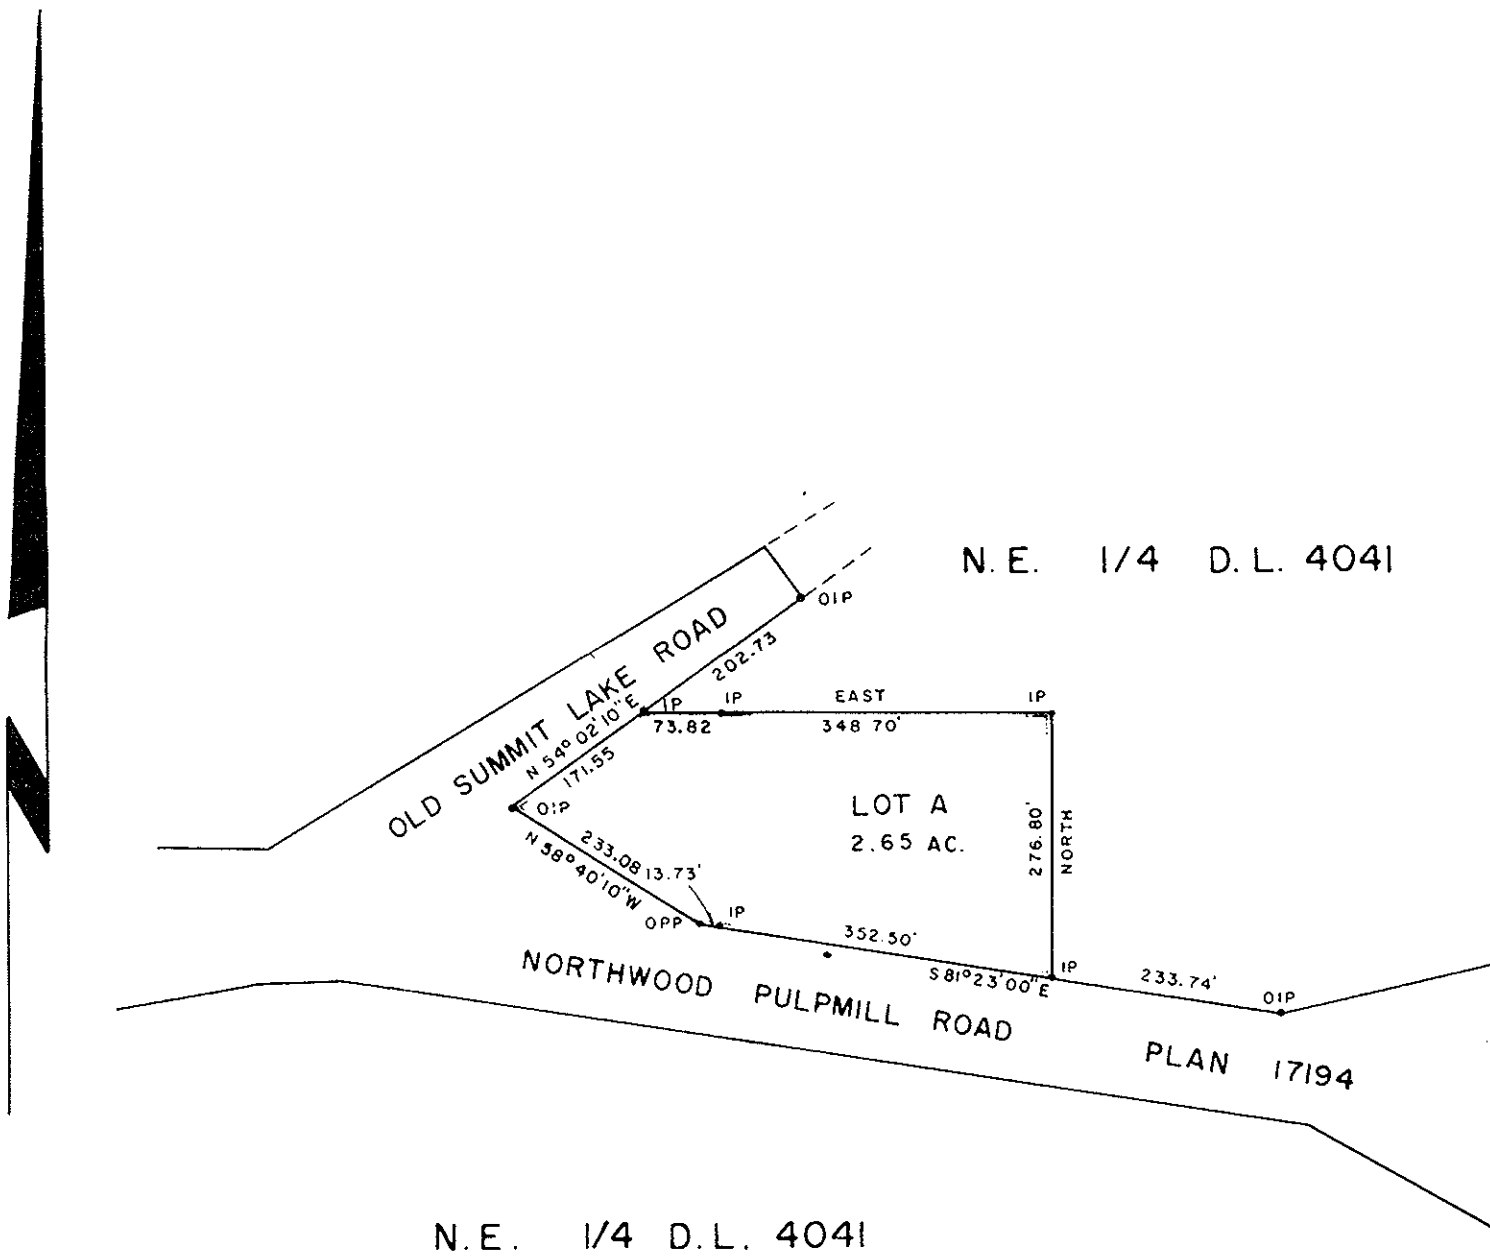 N.E. 1/4 D.L. 4041
OIP
OLD SUMMIT LAKE ROAD
202.73
IP
IP
EAST
IP
73.82
348 70'
N 54° 02' 10" E
171.55
OIP
LOT A
2.65 AC.
276.80'
NORTH
233.08
N 58° 40' 10" W
13.73'
OPP
IP
352.50'
S 81° 23' 00" E
IP
233.74'
OIP
NORTHWOOD PULPMILL ROAD PLAN 17194
N.E. 1/4 D.L. 4041